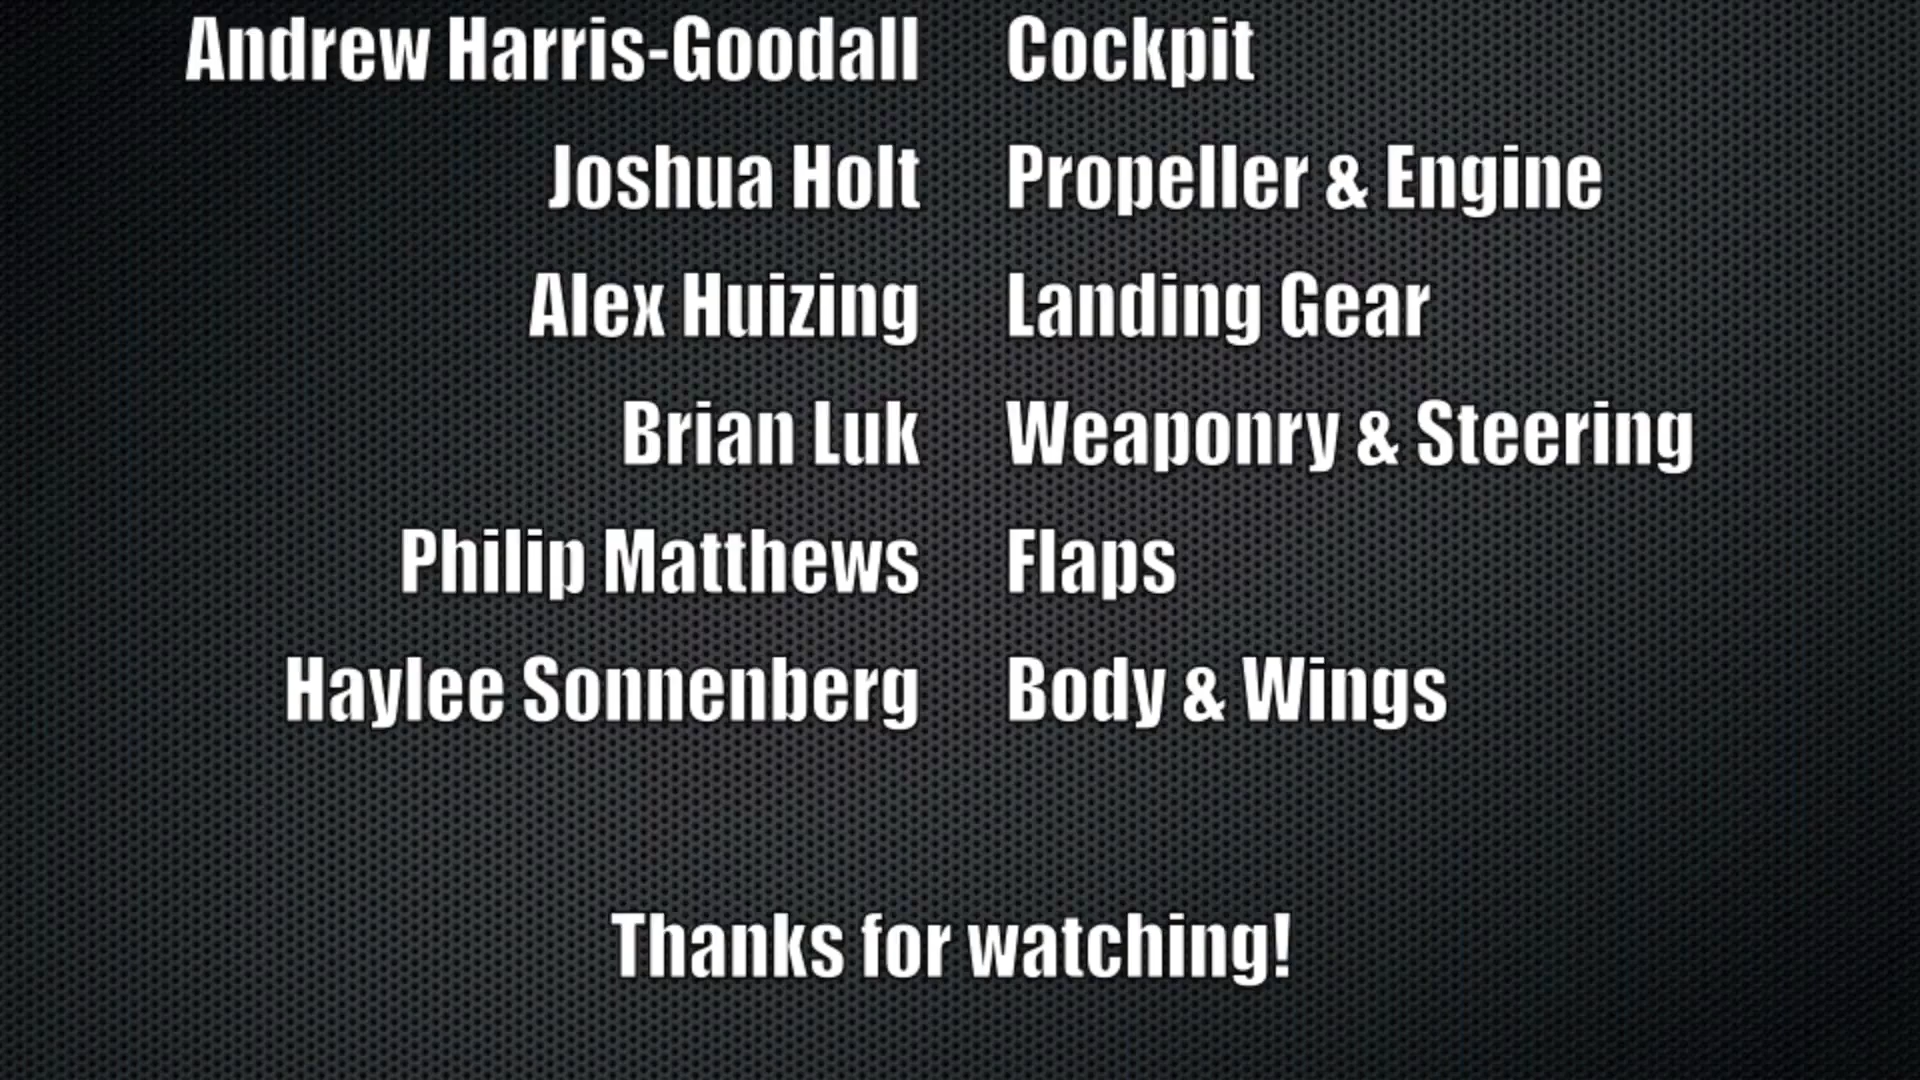 Andrew Harris-Goodall Cockpit
Joshua Holt Propeller & Engine
Alex Huizing Landing Gear
Brian Luk Weaponry & Steering
Philip Matthews Flaps
Haylee Sonnenberg Body & Wings
Thanks for watching!